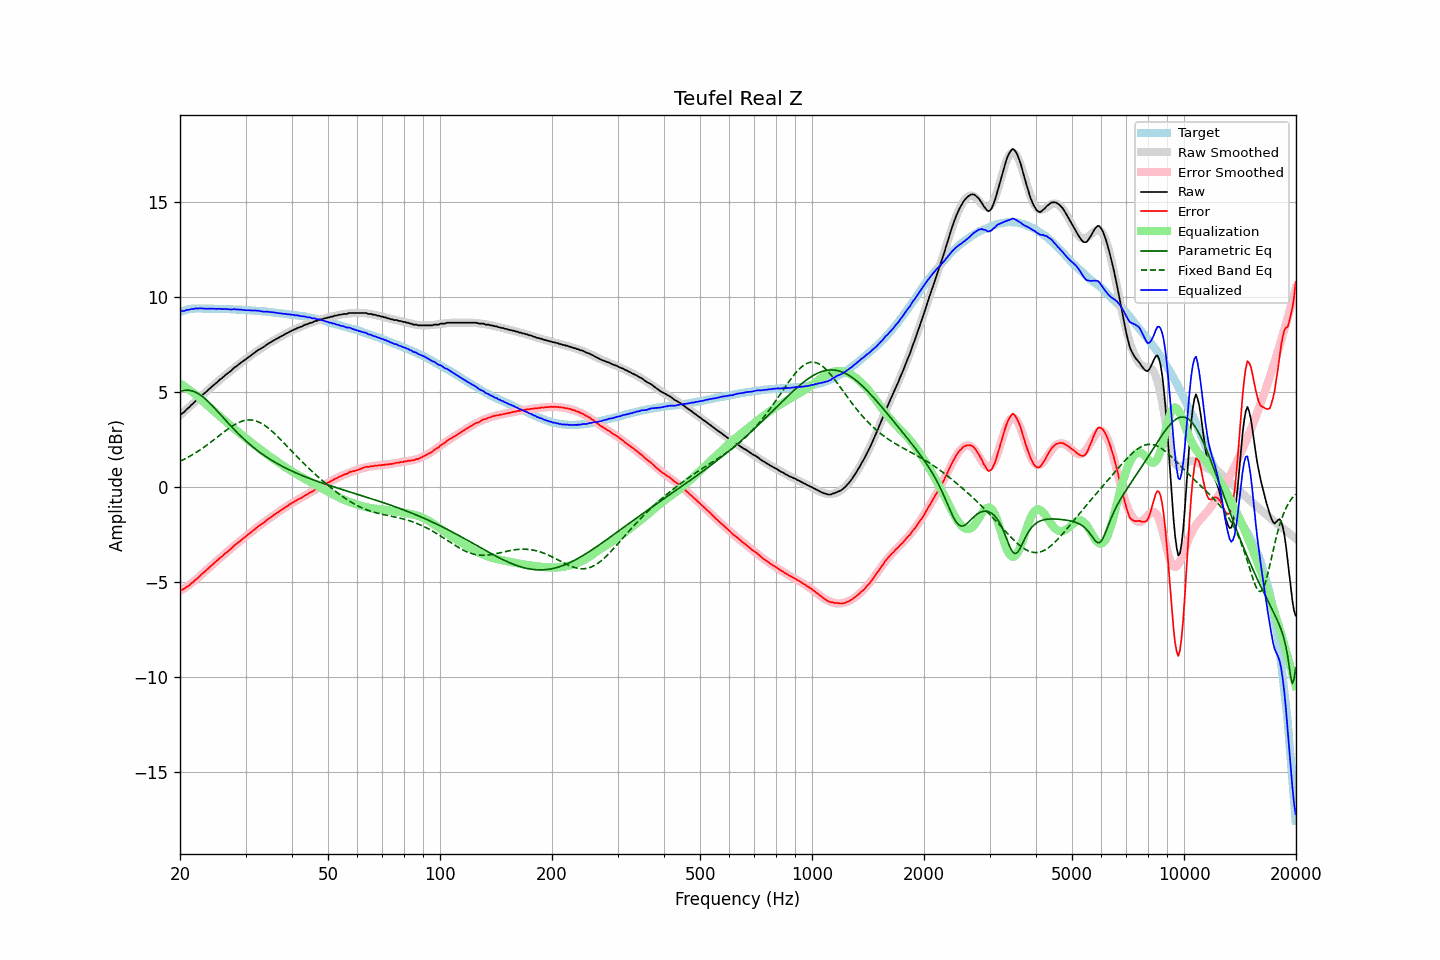 Teufel Real Z
Target
Raw Smoothed
Error Smoothed
Raw
Error
Equalization
Parametric Eq
Fixed Band Eq
Equalized
Amplitude (dBr)
15
10
5
0
−5
−10
−15
20
50
100
200
500
1000
2000
5000
10000
20000
Frequency (Hz)